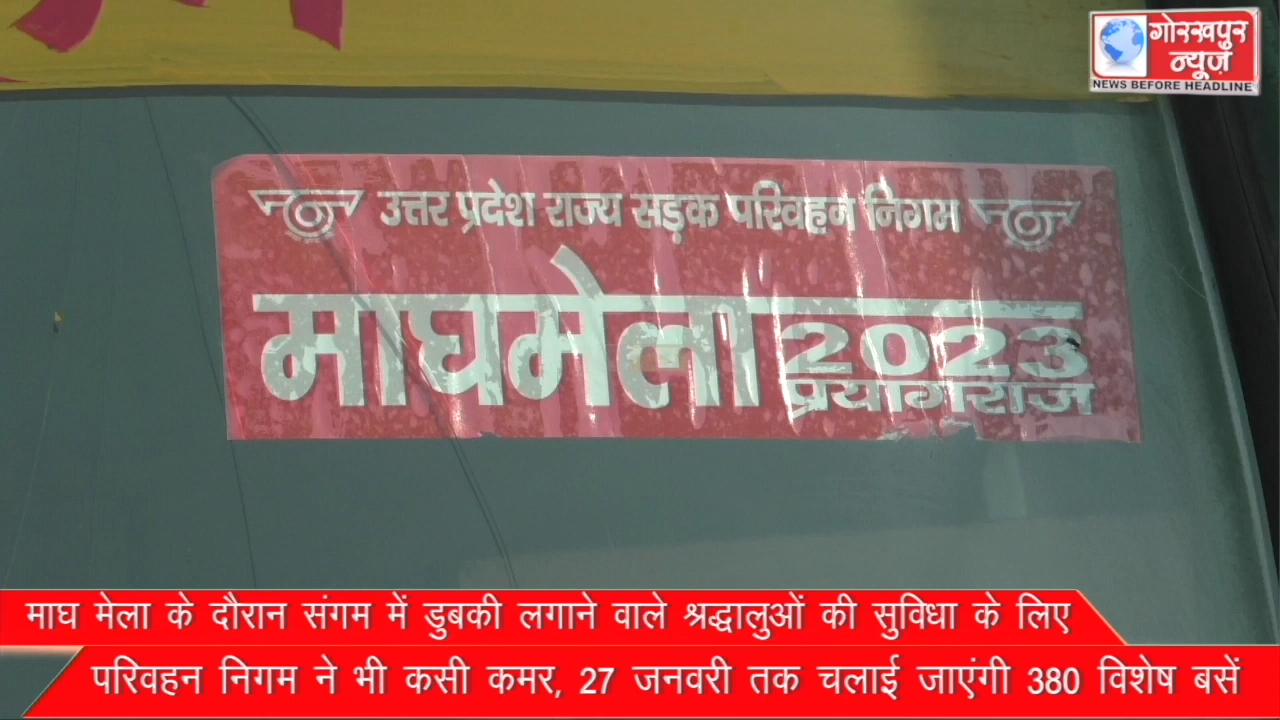 गोरखपुर
न्यूज़
NEWS BEFORE HEADLINE
उत्तर प्रदेश राज्य सड़क परिवहन निगम
माघमेला 2023
प्रयागराज
माघ मेला के दौरान संगम में डुबकी लगाने वाले श्रद्धालुओं की सुविधा के लिए
परिवहन निगम ने भी कसी कमर, 27 जनवरी तक चलाई जाएंगी 380 विशेष बसें